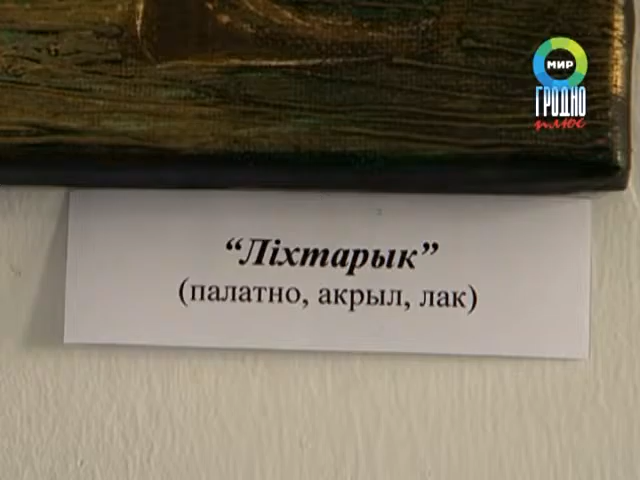 МИР
ГРОДНО
плюс
“Ліхтарык”
(палатно, акрыл, лак)